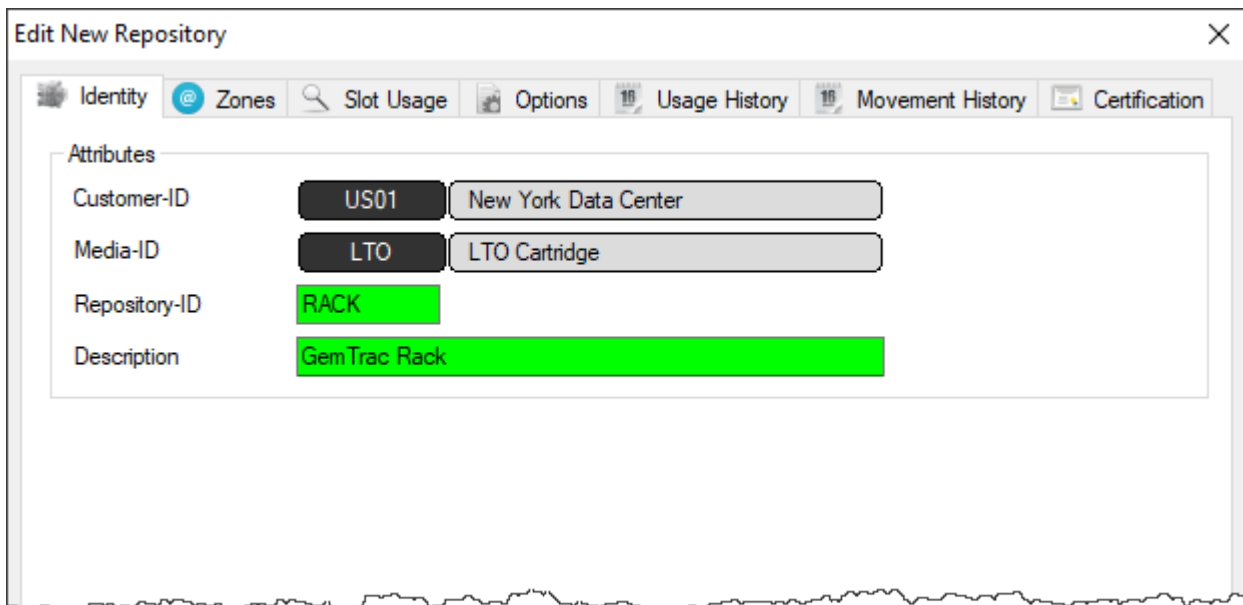 Edit New Repository
Identity Zones Slot Usage Options Usage History Movement History Certification
Attributes
Customer-ID US01 New York Data Center
Media-ID LTO LTO Cartridge
Repository-ID RACK
Description GemTrac Rack